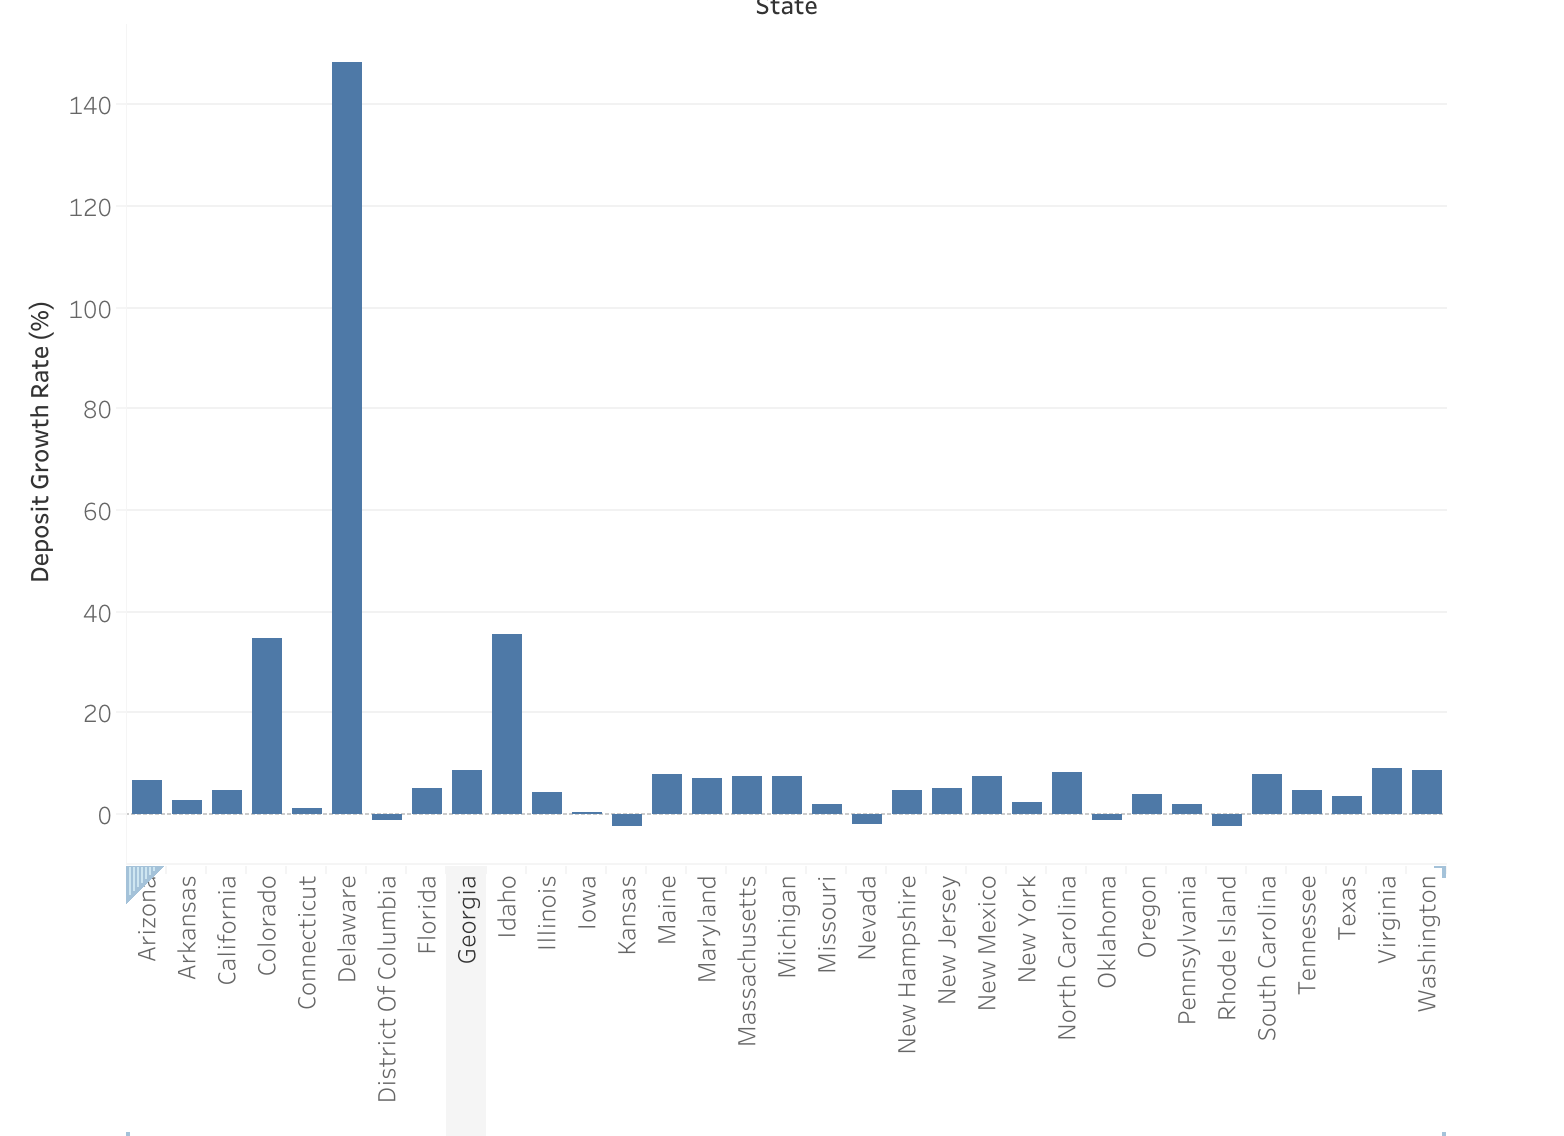 State
Deposit Growth Rate (%)
140
120
100
80
60
40
20
0
Arizona
Arkansas
California
Colorado
Connecticut
Delaware
District Of Columbia
Florida
Georgia
Idaho
Illinois
Iowa
Kansas
Maine
Maryland
Massachusetts
Michigan
Missouri
Nevada
New Hampshire
New Jersey
New Mexico
New York
North Carolina
Oklahoma
Oregon
Pennsylvania
Rhode Island
South Carolina
Tennessee
Texas
Virginia
Washington